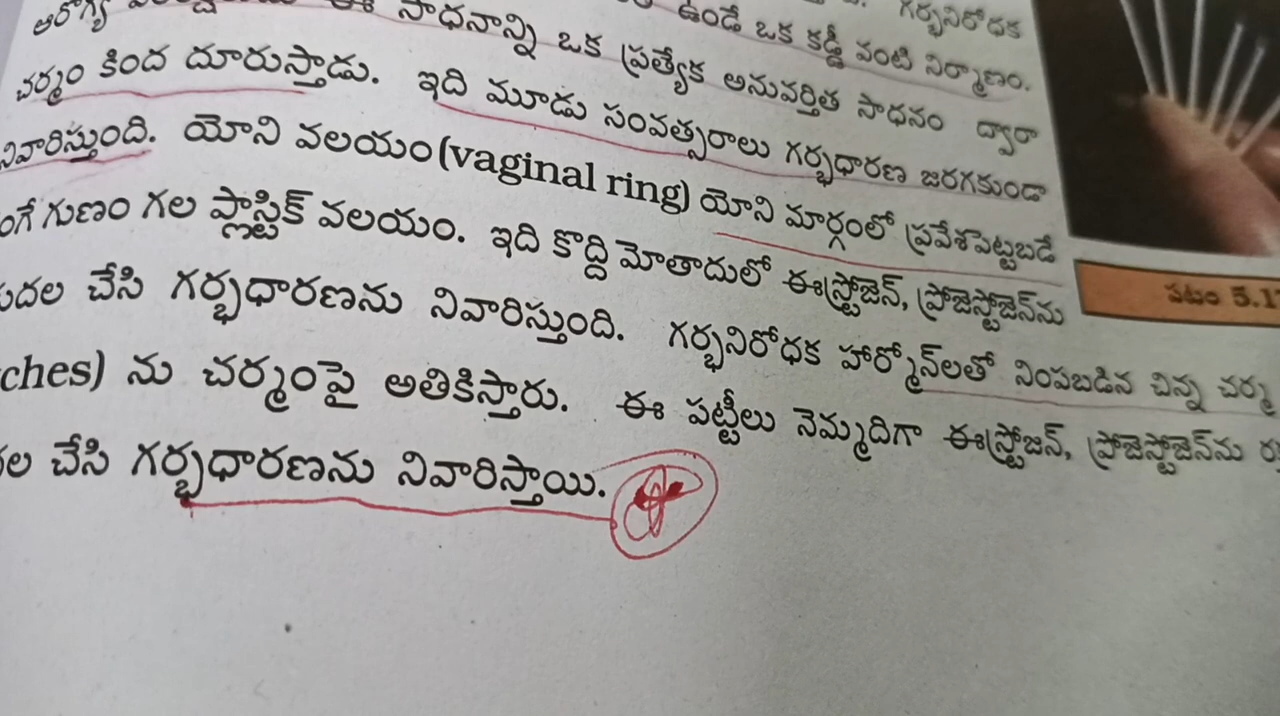 గర్భనిరోధక
ఆరోగ్య ఈ సాధనాన్ని ఉండే ఒక కడ్డీ వంటి నిర్మాణం.
చర్మం కింద దూరుస్తాడు. ఒక ప్రత్యేక అనువర్తిత సాధనం ద్వారా
నివారిస్తుంది. ఇది మూడు సంవత్సరాలు గర్భధారణ జరగకుండా
యోని వలయం (vaginal ring) యోని మార్గంలో ప్రవేశపెట్టబడే
ంగే గుణం గల ప్లాస్టిక్ వలయం. ఇది కొద్ది మోతాదులో ఈస్ట్రోజెన్, ప్రోజెస్టోజెన్‌ను
ుదల చేసి గర్భధారణను నివారిస్తుంది. గర్భనిరోధక హార్మోన్‌లతో నింపబడిన చిన్న చర్మ
ches) ను చర్మంపై అతికిస్తారు. ఈ పట్టీలు నెమ్మదిగా ఈస్ట్రోజన్, ప్రోజెస్టోజెన్‌ను
ల చేసి గర్భధారణను నివారిస్తాయి.
పటం 5.1